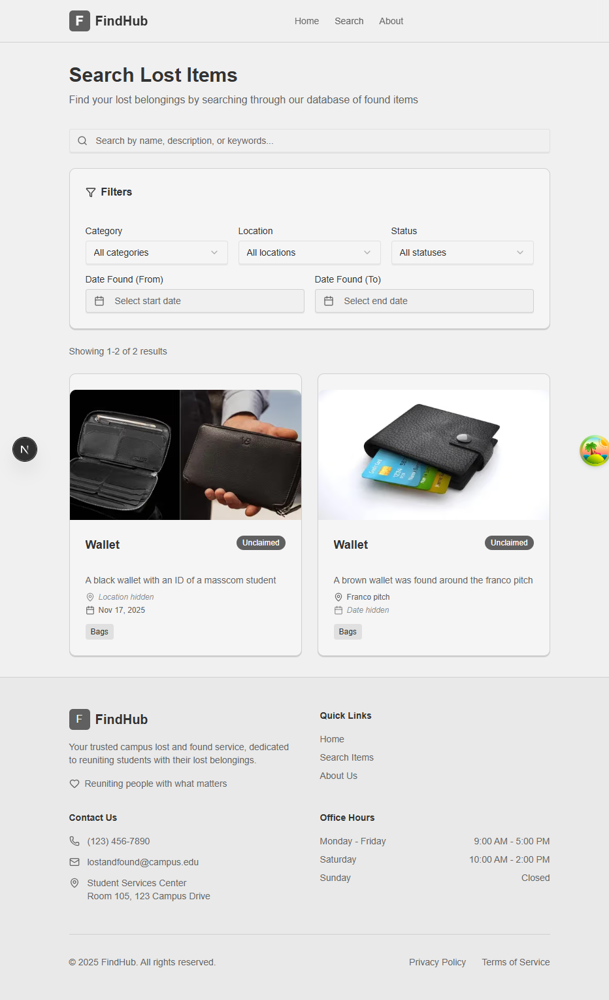 F FindHub
Home Search About
Search Lost Items
Find your lost belongings by searching through our database of found items
Search by name, description, or keywords...
Filters
Category Location Status
All categories All locations All statuses
Date Found (From) Date Found (To)
Select start date Select end date
Showing 1-2 of 2 results
N
Wallet Unclaimed
A black wallet with an ID of a masscom student
Location hidden
Nov 17, 2025
Bags
Credit Card
Wallet Unclaimed
A brown wallet was found around the franco pitch
Franco pitch
Date hidden
Bags
F FindHub
Your trusted campus lost and found service, dedicated
to reuniting students with their lost belongings.
Reuniting people with what matters
Quick Links
Home
Search Items
About Us
Contact Us
(123) 456-7890
lostandfound@campus.edu
Student Services Center
Room 105, 123 Campus Drive
Office Hours
Monday - Friday 9:00 AM - 5:00 PM
Saturday 10:00 AM - 2:00 PM
Sunday Closed
© 2025 FindHub. All rights reserved.
Privacy Policy Terms of Service